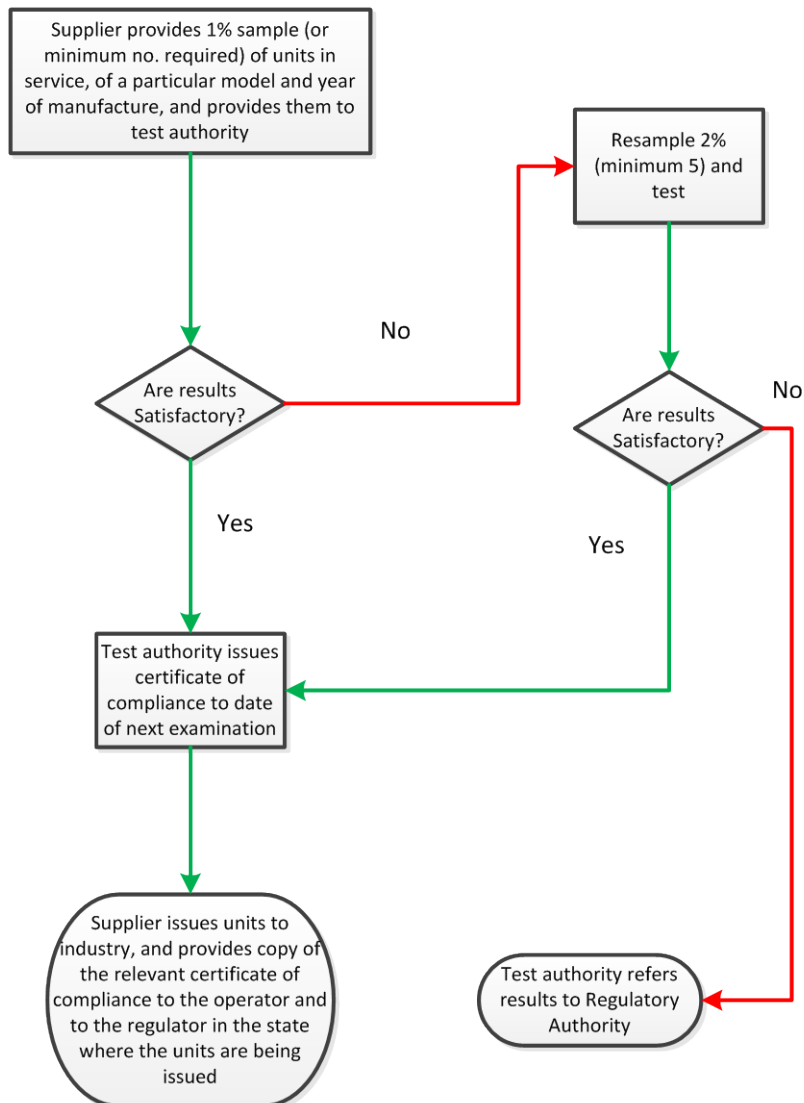 Supplier provides 1% sample (or
minimum no. required) of units in
service, of a particular model and year
of manufacture, and provides them to
test authority
Resample 2%
(minimum 5) and
test
No
Are results
Satisfactory?
No
Are results
Satisfactory?
Yes
Yes
Test authority issues
certificate of
compliance to date
of next examination
Supplier issues units to
industry, and provides copy of
the relevant certificate of
compliance to the operator and
to the regulator in the state
where the units are being
issued
Test authority refers
results to Regulatory
Authority